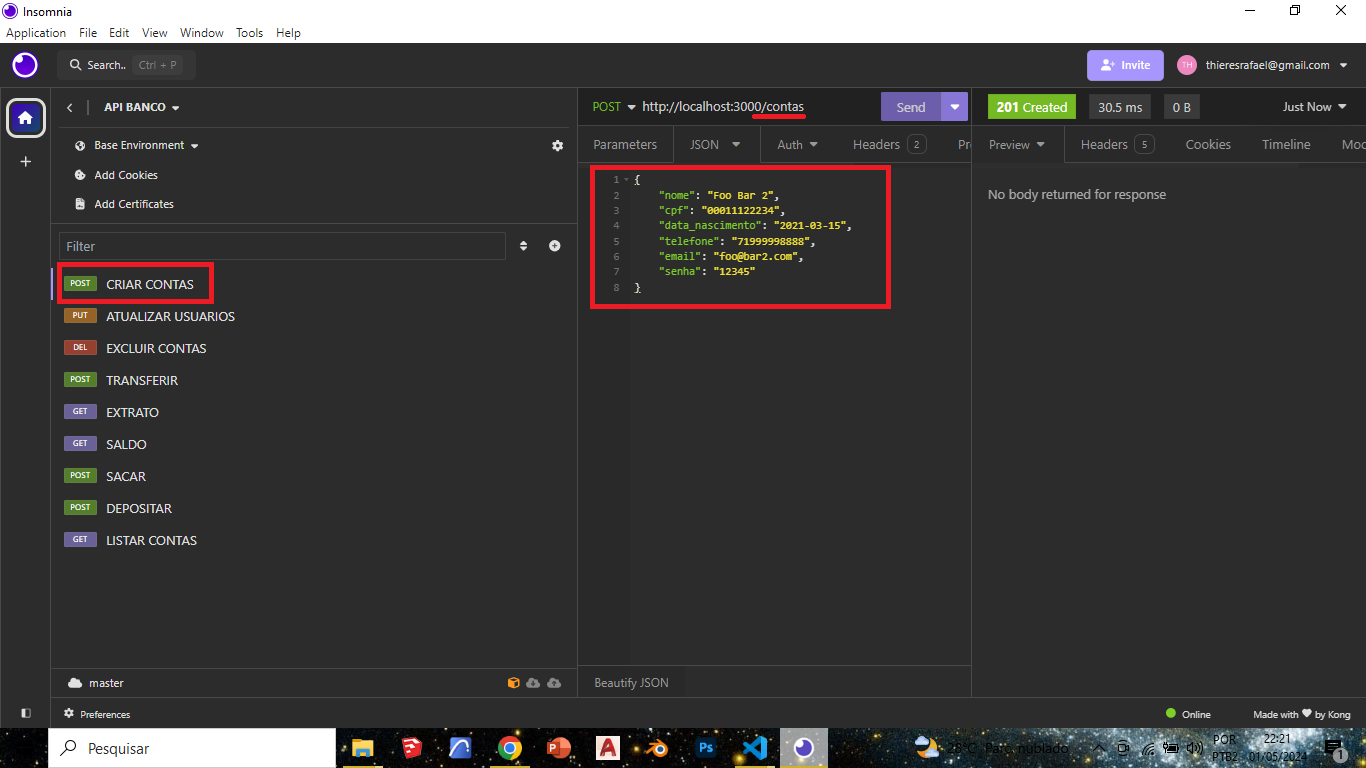 Insomnia
Application File Edit View Window Tools Help
Search.. Ctrl + P
Invite
TH
thieresrafael@gmail.com
API BANCO
Base Environment
Add Cookies
Add Certificates
Filter
POST CRIAR CONTAS
PUT ATUALIZAR USUARIOS
DEL EXCLUIR CONTAS
POST TRANSFERIR
GET EXTRATO
GET SALDO
POST SACAR
POST DEPOSITAR
GET LISTAR CONTAS
master
POST http://localhost:3000/contas Send
Parameters JSON Auth Headers 2 Pr
1 {
2 "nome": "Foo Bar 2",
3 "cpf": "00011122234",
4 "data_nascimento": "2021-03-15",
5 "telefone": "71999998888",
6 "email": "foo@bar2.com",
7 "senha": "12345"
8 }
Beautify JSON
201 Created 30.5 ms 0 B Just Now
Preview Headers 5 Cookies Timeline Moc
No body returned for response
Preferences
Online
Made with ♥ by Kong
Pesquisar
28°C Parc. nublado
POR
PTB2
22:21
01/05/2024
1